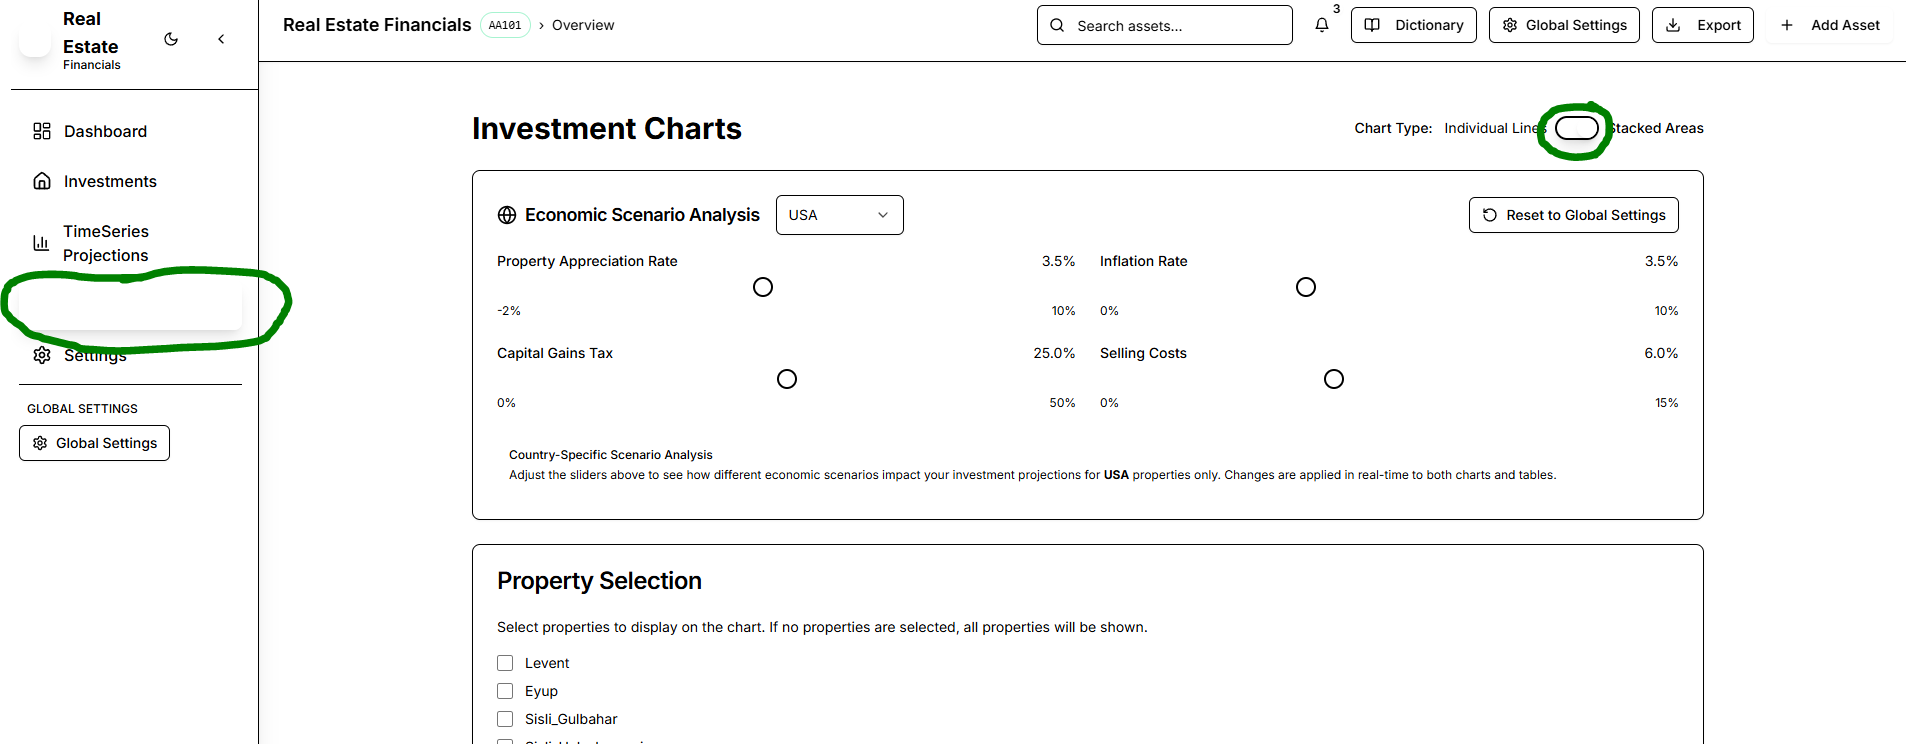 Real
Estate
Financials
Real Estate Financials AA101 › Overview
Search assets...
3
Dictionary
Global Settings
Export
+ Add Asset
Dashboard
Investments
TimeSeries
Projections
Settings
GLOBAL SETTINGS
Global Settings
Investment Charts
Chart Type: Individual Lines Stacked Areas
Economic Scenario Analysis USA
Reset to Global Settings
Property Appreciation Rate 3.5%
-2% 10%
Inflation Rate 3.5%
0% 10%
Capital Gains Tax 25.0%
0% 50%
Selling Costs 6.0%
0% 15%
Country-Specific Scenario Analysis
Adjust the sliders above to see how different economic scenarios impact your investment projections for USA properties only. Changes are applied in real-time to both charts and tables.
Property Selection
Select properties to display on the chart. If no properties are selected, all properties will be shown.
Levent
Eyup
Sisli_Gulbahar